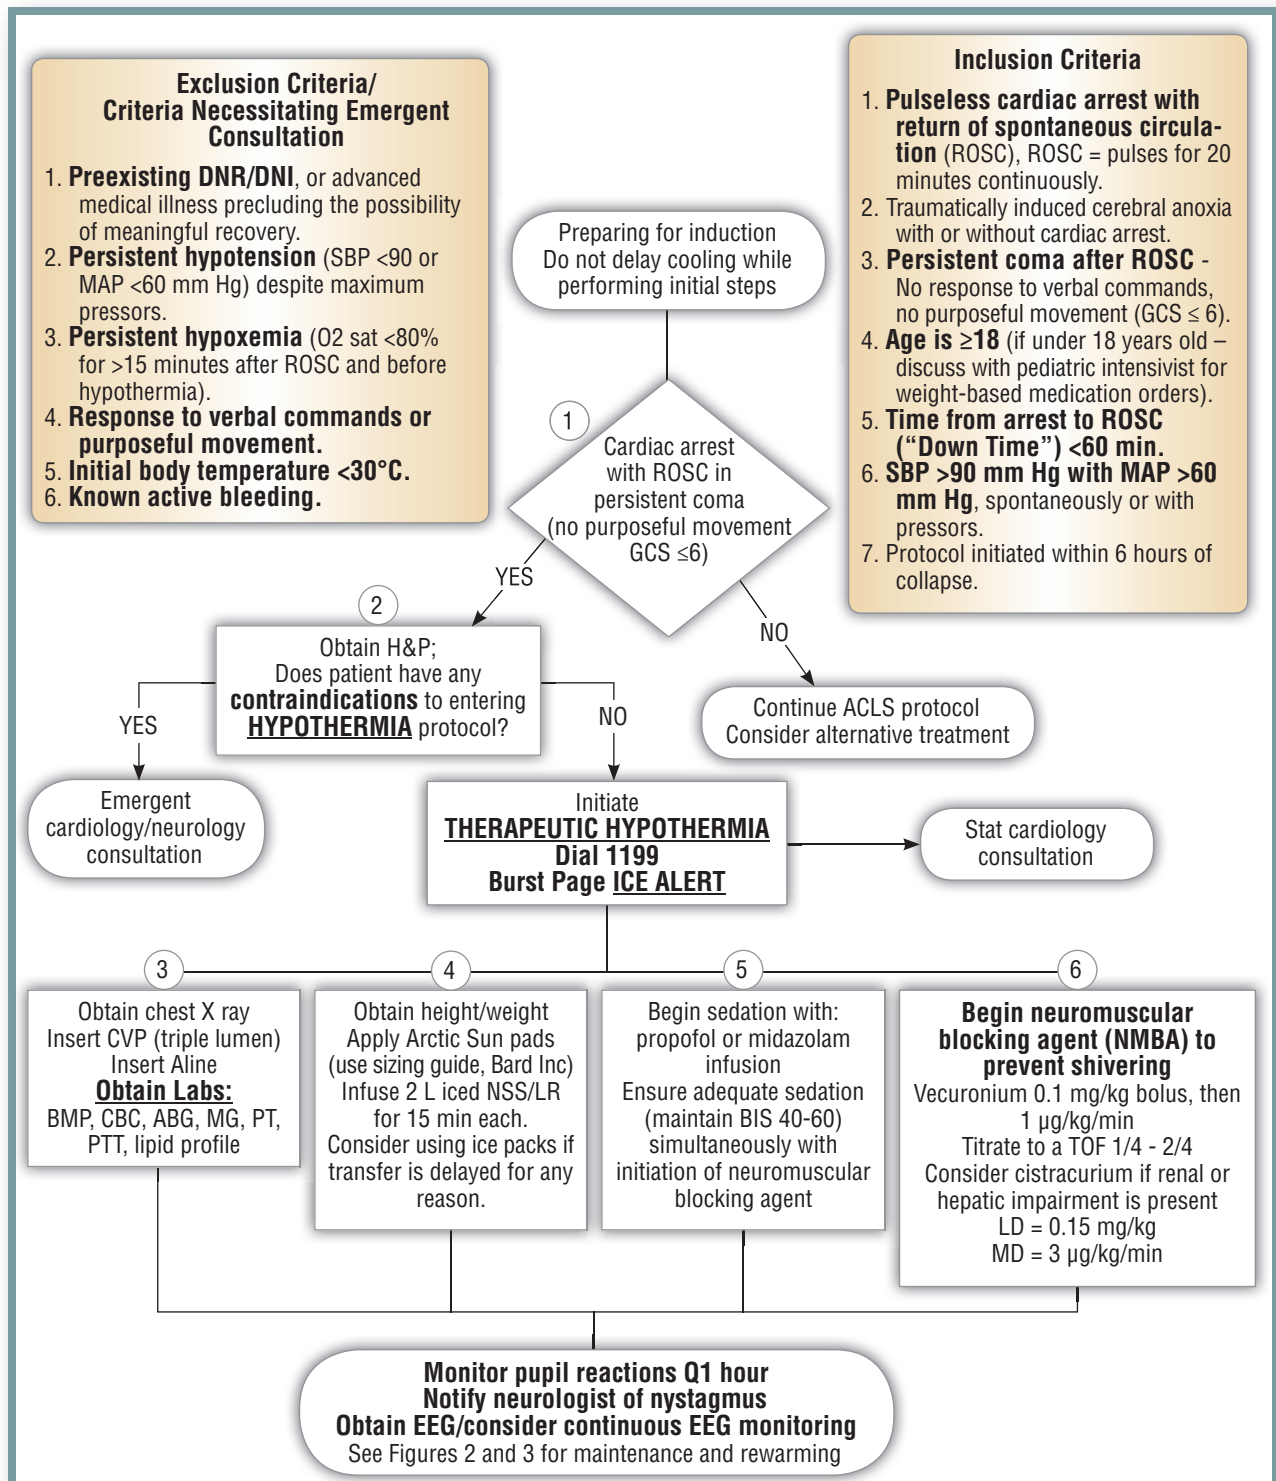 Exclusion Criteria/
Criteria Necessitating Emergent
Consultation
1. Preexisting DNR/DNI, or advanced
medical illness precluding the possibility
of meaningful recovery.
2. Persistent hypotension (SBP <90 or
MAP <60 mm Hg) despite maximum
pressors.
3. Persistent hypoxemia (O2 sat <80%
for >15 minutes after ROSC and before
hypothermia).
4. Response to verbal commands or
purposeful movement.
5. Initial body temperature <30°C.
6. Known active bleeding.
Inclusion Criteria
1. Pulseless cardiac arrest with
return of spontaneous circula-
tion (ROSC), ROSC = pulses for 20
minutes continuously.
2. Traumatically induced cerebral anoxia
with or without cardiac arrest.
3. Persistent coma after ROSC -
No response to verbal commands,
no purposeful movement (GCS ≤ 6).
4. Age is ≥18 (if under 18 years old –
discuss with pediatric intensivist for
weight-based medication orders).
5. Time from arrest to ROSC
(“Down Time”) <60 min.
6. SBP >90 mm Hg with MAP >60
mm Hg, spontaneously or with
pressors.
7. Protocol initiated within 6 hours of
collapse.
Preparing for induction
Do not delay cooling while
performing initial steps
1
Cardiac arrest
with ROSC in
persistent coma
(no purposeful movement
GCS ≤6)
YES
NO
2
Obtain H&P;
Does patient have any
contraindications to entering
HYPOTHERMIA protocol?
YES
NO
Continue ACLS protocol
Consider alternative treatment
Emergent
cardiology/neurology
consultation
Initiate
THERAPEUTIC HYPOTHERMIA
Dial 1199
Burst Page ICE ALERT
Stat cardiology
consultation
3
Obtain chest X ray
Insert CVP (triple lumen)
Insert Aline
Obtain Labs:
BMP, CBC, ABG, MG, PT,
PTT, lipid profile
4
Obtain height/weight
Apply Arctic Sun pads
(use sizing guide, Bard Inc)
Infuse 2 L iced NSS/LR
for 15 min each.
Consider using ice packs if
transfer is delayed for any
reason.
5
Begin sedation with:
propofol or midazolam
infusion
Ensure adequate sedation
(maintain BIS 40-60)
simultaneously with
initiation of neuromuscular
blocking agent
6
Begin neuromuscular
blocking agent (NMBA) to
prevent shivering
Vecuronium 0.1 mg/kg bolus, then
1 µg/kg/min
Titrate to a TOF 1/4 - 2/4
Consider cistracurium if renal or
hepatic impairment is present
LD = 0.15 mg/kg
MD = 3 µg/kg/min
Monitor pupil reactions Q1 hour
Notify neurologist of nystagmus
Obtain EEG/consider continuous EEG monitoring
See Figures 2 and 3 for maintenance and rewarming